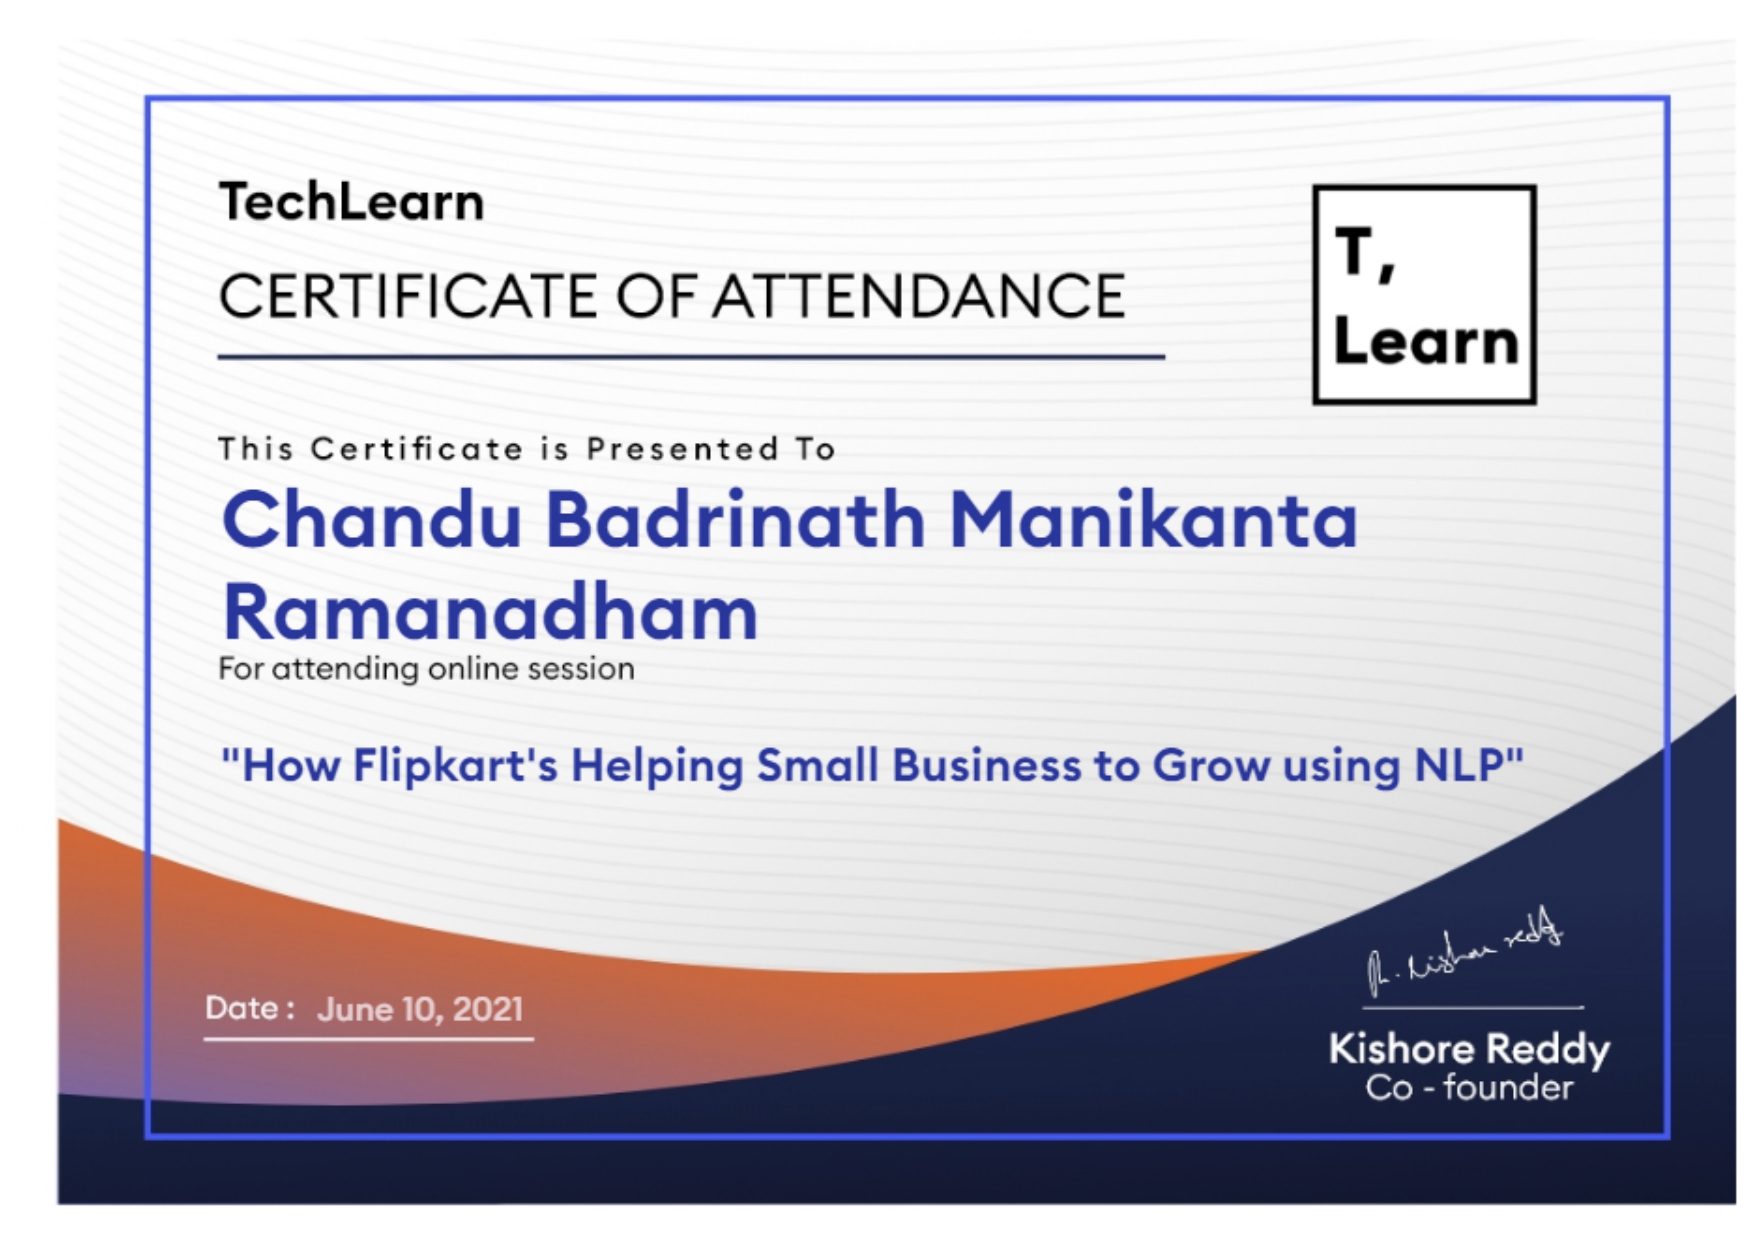 TechLearn
CERTIFICATE OF ATTENDANCE
T,
Learn
This Certificate is Presented To
Chandu Badrinath Manikanta
Ramanadham
For attending online session
"How Flipkart's Helping Small Business to Grow using NLP"
Date : June 10, 2021
R. Kishore reddy
Kishore Reddy
Co - founder